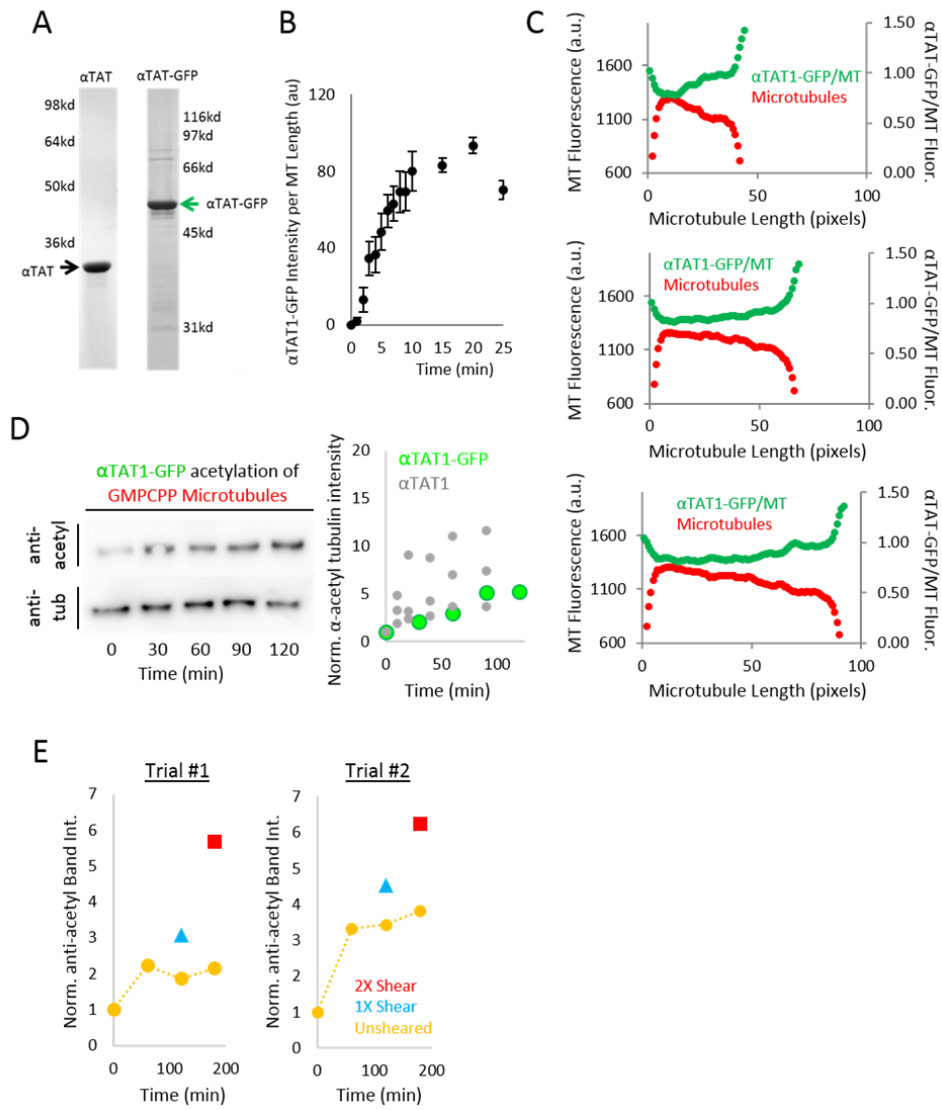 A
αTAT
αTAT-GFP
98kd
64kd
50kd
36kd
αTAT
116kd
97kd
66kd
αTAT-GFP
45kd
31kd
B
αTAT1-GFP Intensity per MT Length (au)
120
80
40
0
0 5 10 15 20 25
Time (min)
C
MT Fluorescence (a.u.)
1600
1100
600
αTAT1-GFP/MT
Microtubules
1.50
1.00
0.50
0.00
αTAT-GFP/MT Fluor.
0 50 100
Microtubule Length (pixels)
MT Fluorescence (a.u.)
1600
1100
600
αTAT1-GFP/MT
Microtubules
1.50
1.00
0.50
0.00
αTAT-GFP/MT Fluor.
0 50 100
Microtubule Length (pixels)
MT Fluorescence (a.u.)
1600
1100
600
αTAT1-GFP/MT
Microtubules
1.50
1.00
0.50
0.00
αTAT-GFP/MT Fluor.
0 50 100
Microtubule Length (pixels)
D
αTAT1-GFP acetylation of
GMPCPP Microtubules
anti-
acetyl
anti-
tub
0 30 60 90 120
Time (min)
Norm. α-acetyl tubulin intensity
20
15
10
5
0
αTAT1-GFP
αTAT1
0 50 100
Time (min)
E
Trial #1
Norm. anti-acetyl Band Int.
7
6
5
4
3
2
1
0
0 100 200
Time (min)
Trial #2
Norm. anti-acetyl Band Int.
7
6
5
4
3
2
1
0
2X Shear
1X Shear
Unsheared
0 100 200
Time (min)